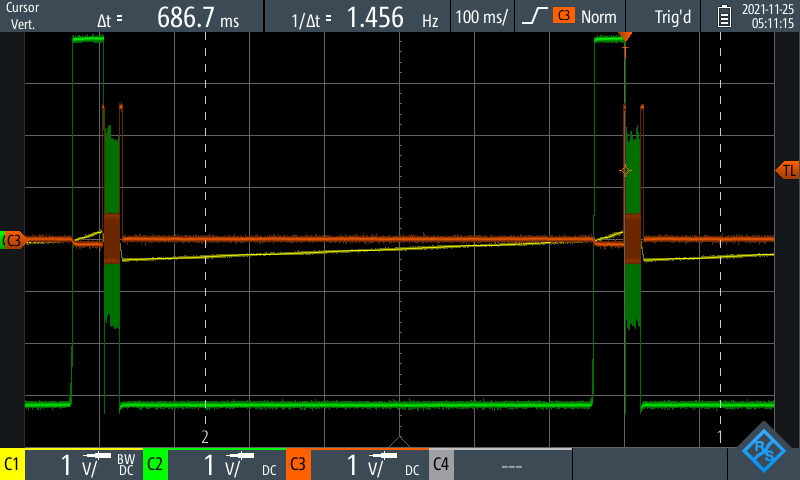 Cursor
Vert.
Δt = 686.7 ms
1/Δt = 1.456 Hz
100 ms/
C3 Norm
Trig'd
2021-11-25
05:11:15
TL
C3
2
1
C1 1 V/ BW DC
C2 1 V/ DC
C3 1 V/ DC
C4 ---
R/S